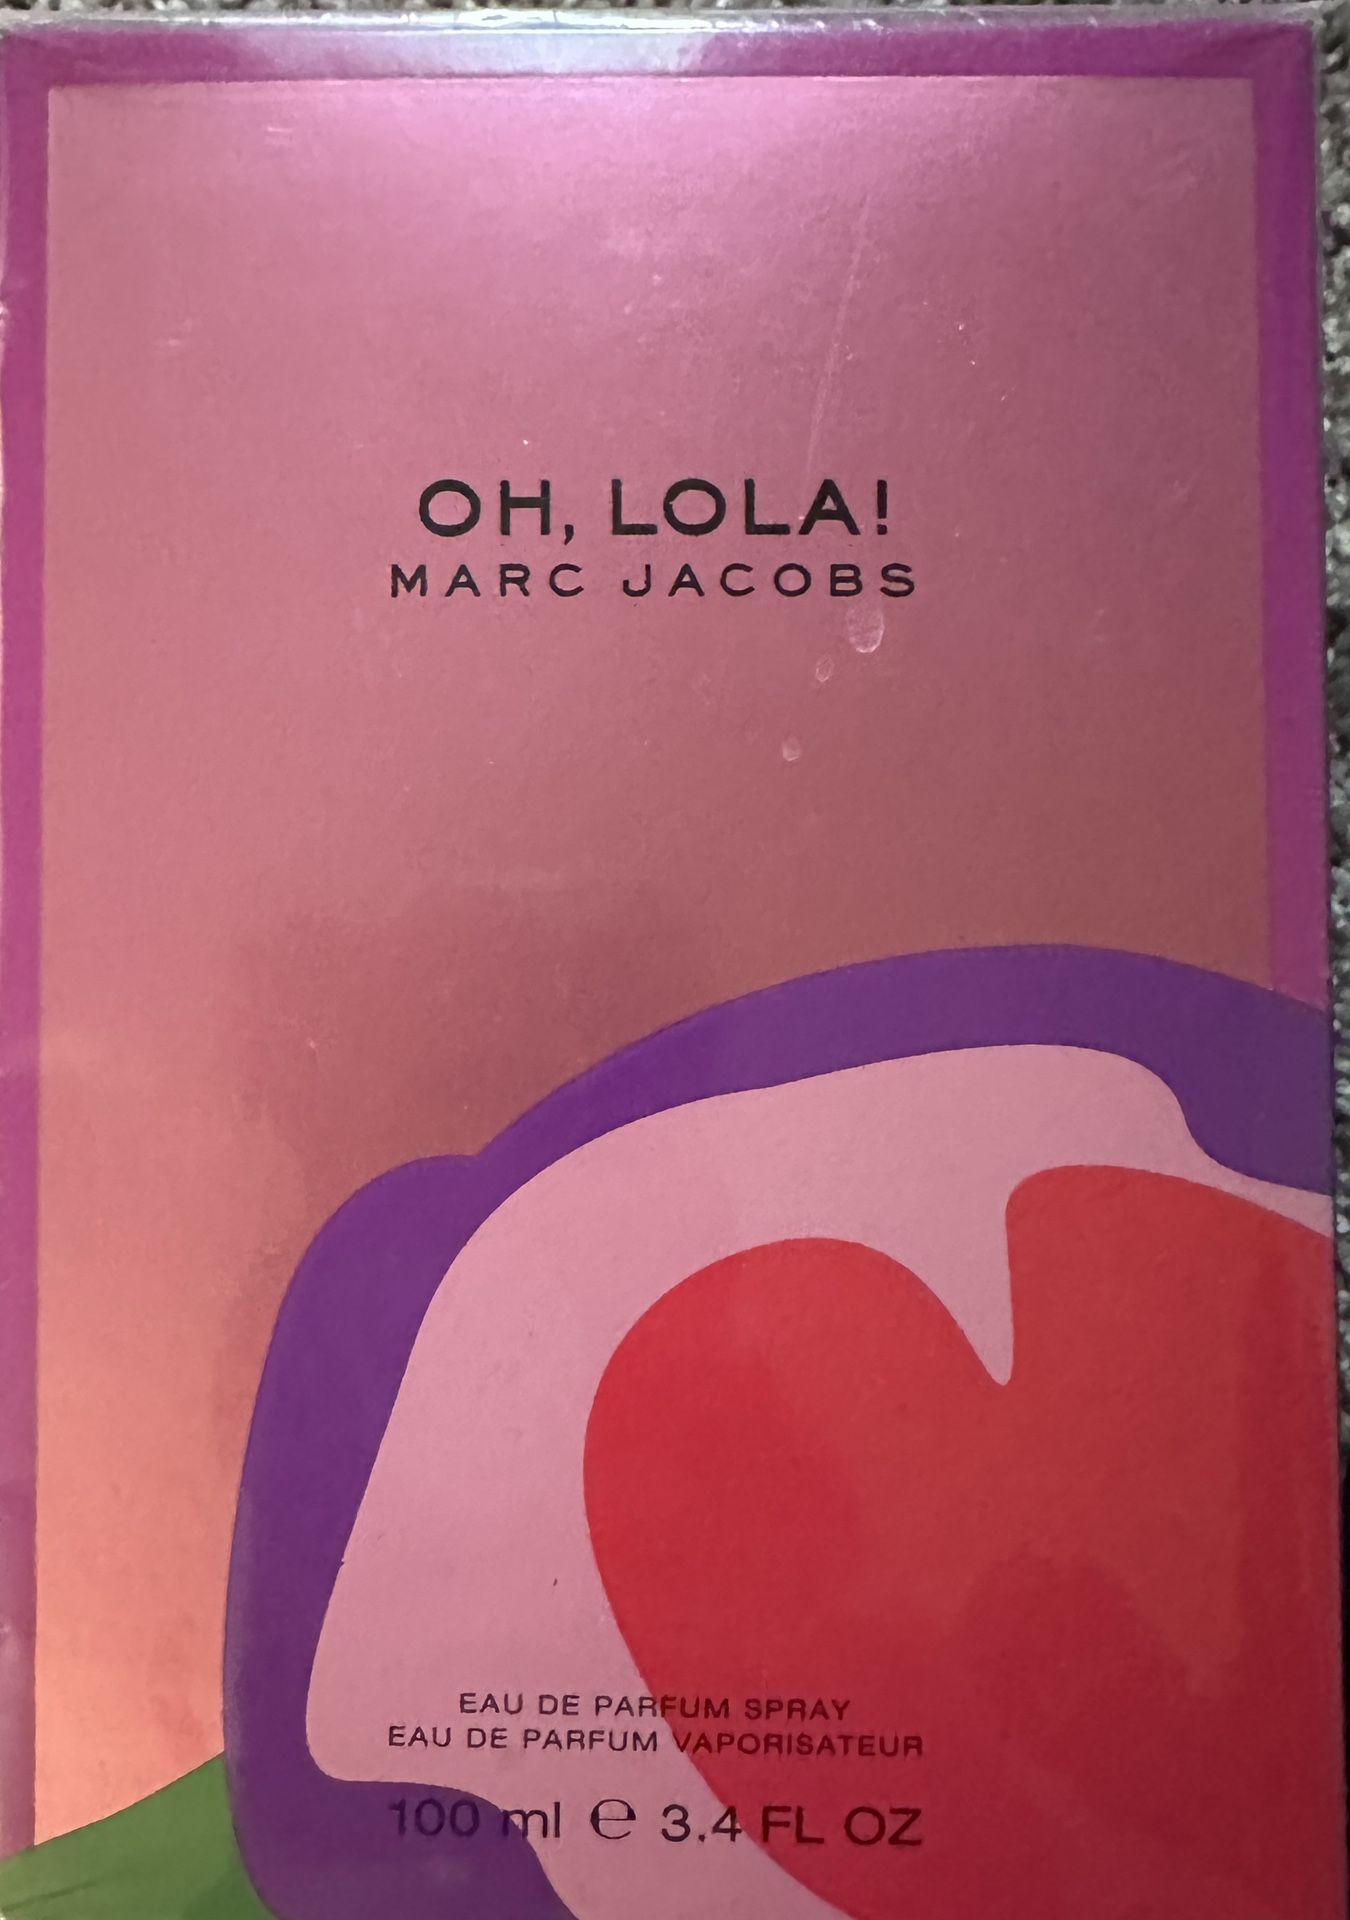 OH, LOLA!
MARC JACOBS
EAU DE PARFUM SPRAY
EAU DE PARFUM VAPORISATEUR
100 ml ℮ 3.4 FL OZ